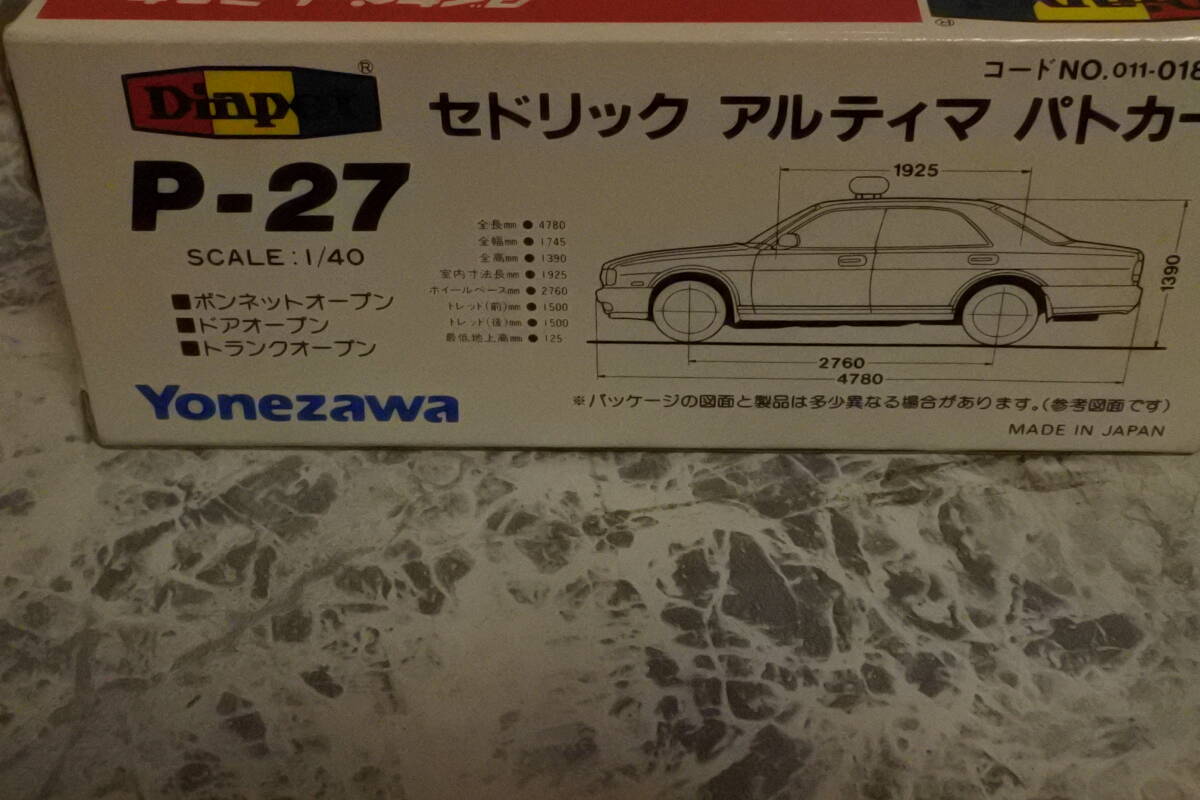 コードNO. 011-018
Dinpex®
セドリック アルティマ パトカー
P-27
SCALE:1/40
■ボンネットオープン
■ドアオープン
■トランクオープン
Yonezawa
全長mm ● 4780
全幅mm ● 1745
全高mm ● 1390
室内寸法長mm ● 1925
ホイールベースmm ● 2760
トレッド(前)mm ● 1500
トレッド(後)mm ● 1500
最低地上高mm ● 125
1925
1390
2760
4780
※パッケージの図面と製品は多少異なる場合があります。(参考図面です)
MADE IN JAPAN